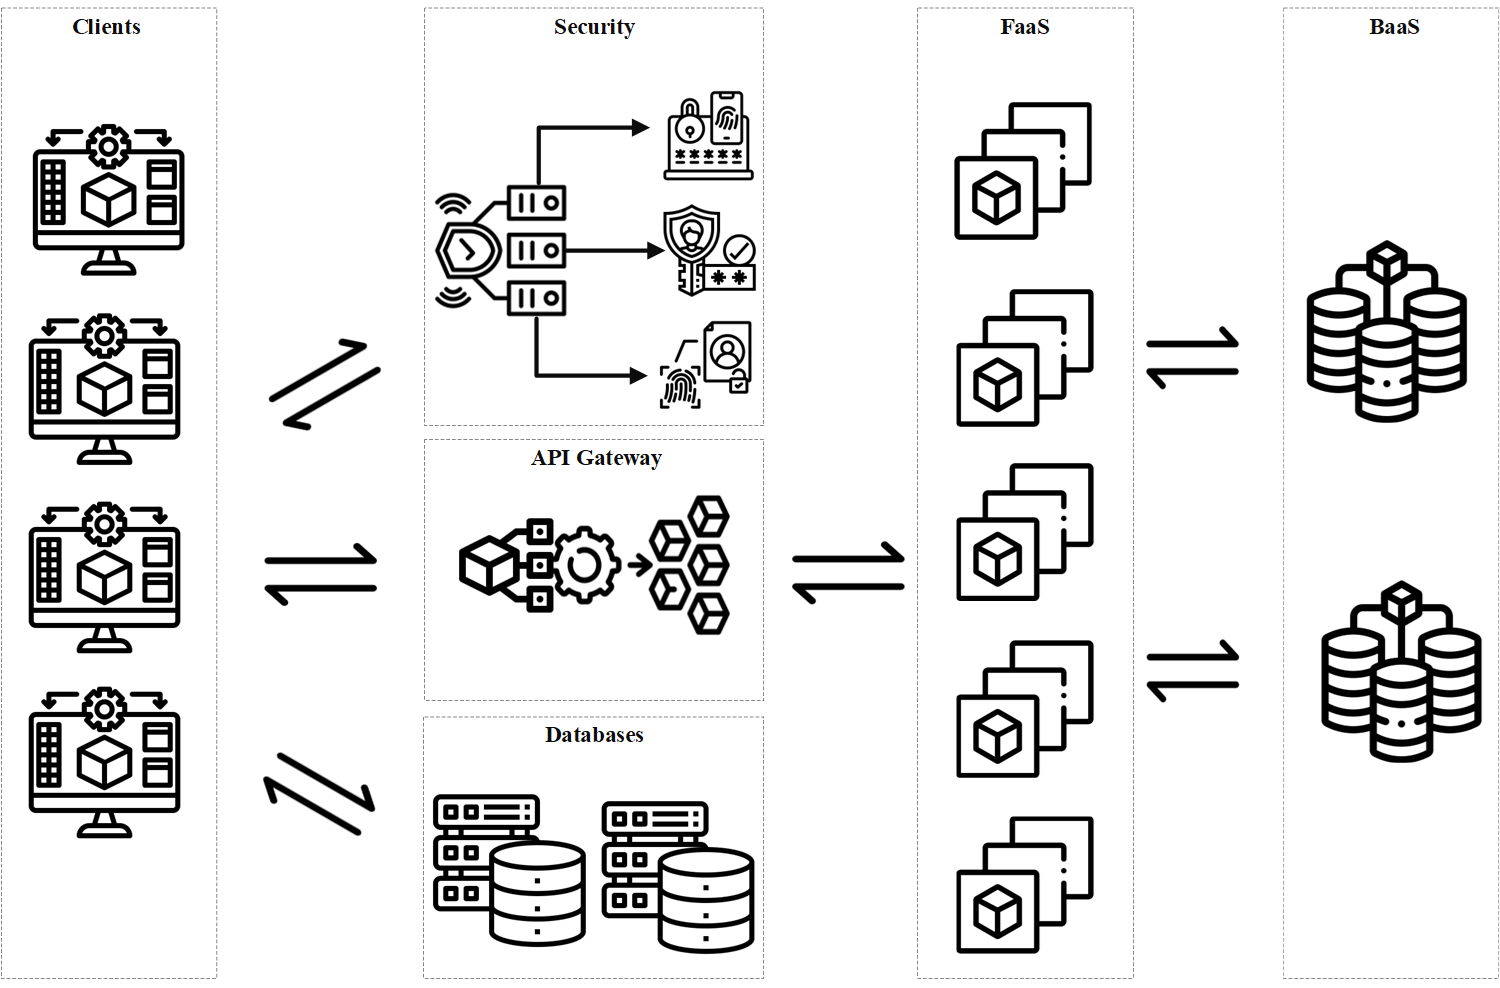 Clients
Security
FaaS
BaaS
API Gateway
Databases